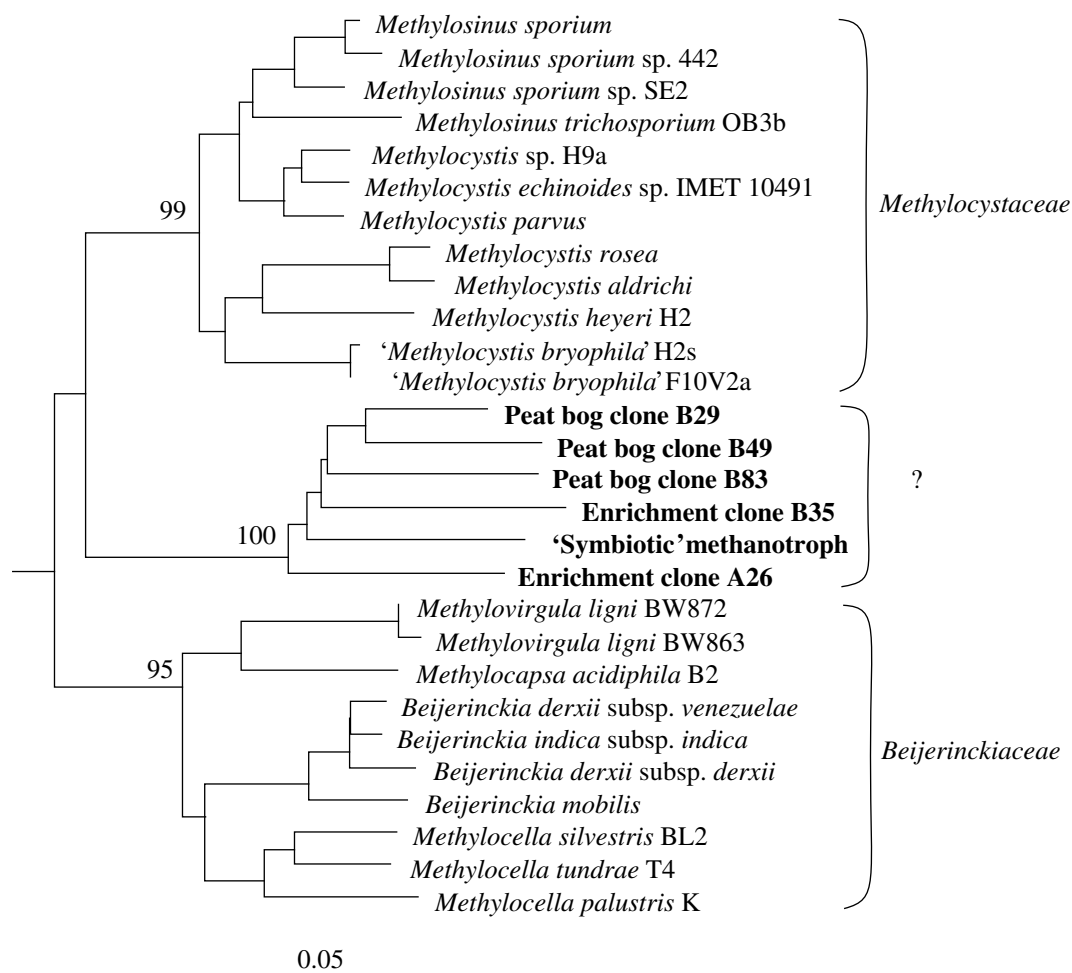 Methylosinus sporium
Methylosinus sporium sp. 442
Methylosinus sporium sp. SE2
Methylosinus trichosporium OB3b
Methylocystis sp. H9a
Methylocystis echinoides sp. IMET 10491
99
Methylocystaceae
Methylocystis parvus
Methylocystis rosea
Methylocystis aldrichi
Methylocystis heyeri H2
‘Methylocystis bryophila’ H2s
‘Methylocystis bryophila’ F10V2a
Peat bog clone B29
Peat bog clone B49
Peat bog clone B83
?
Enrichment clone B35
100
‘Symbiotic’ methanotroph
Enrichment clone A26
Methylovirgula ligni BW872
Methylovirgula ligni BW863
95
Methylocapsa acidiphila B2
Beijerinckia derxii subsp. venezuelae
Beijerinckia indica subsp. indica
Beijerinckiaceae
Beijerinckia derxii subsp. derxii
Beijerinckia mobilis
Methylocella silvestris BL2
Methylocella tundrae T4
Methylocella palustris K
0.05